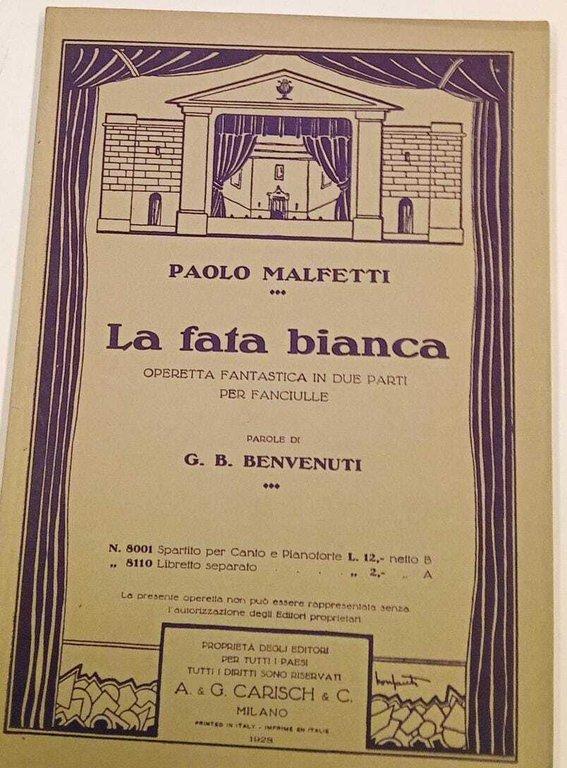 PAOLO MALFETTI
La fata bianca
OPERETTA FANTASTICA IN DUE PARTI
PER FANCIULLE
PAROLE DI
G. B. BENVENUTI
N. 8001 Spartito per Canto e Pianoforte L. 12,- netto B
„ 8110 Libretto separato . . . . . . „ 2,- „ A
La presente operetta non può essere rappresentata senza
l'autorizzazione degli Editori proprietari
PROPRIETÀ DEGLI EDITORI
PER TUTTI I PAESI
TUTTI I DIRITTI SONO RISERVATI
A. & G. CARISCH & C.
MILANO
PRINTED IN ITALY - IMPRIMÉ EN ITALIE
1928